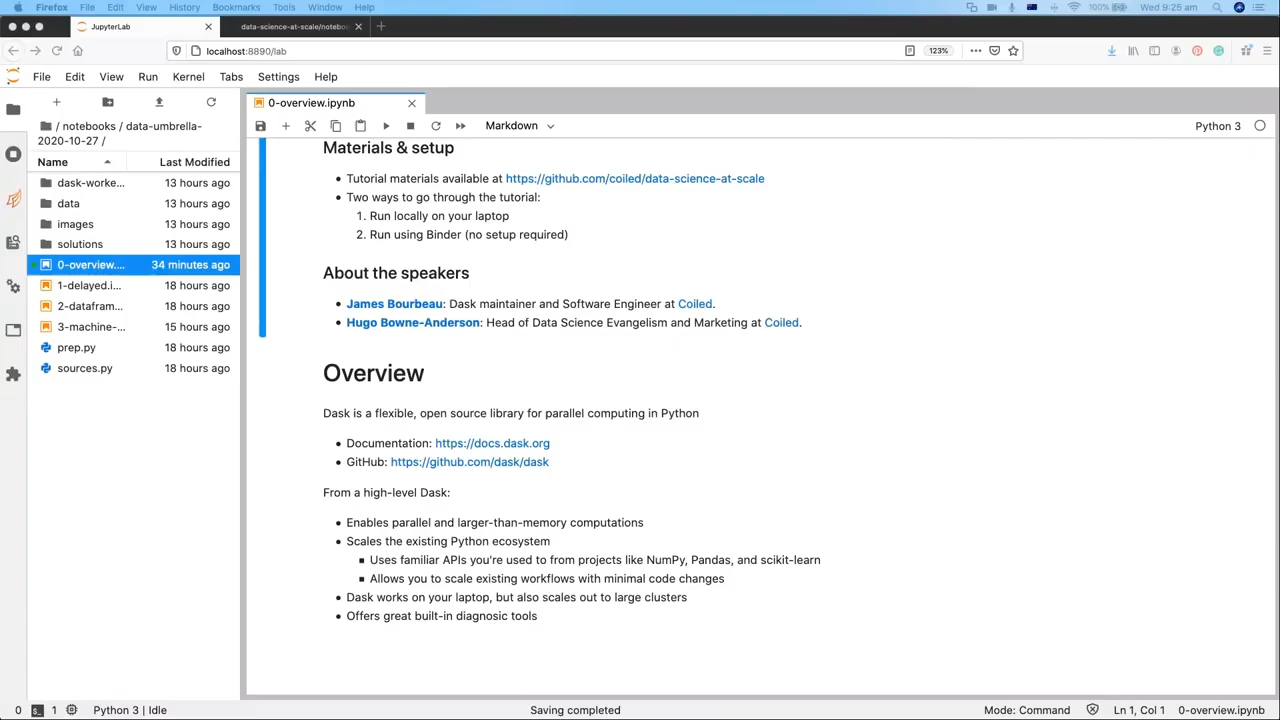 Firefox File Edit View History Bookmarks Tools Window Help 100% Wed 9:25 am
JupyterLab data-science-at-scale/noteboo
localhost:8890/lab 123%
File Edit View Run Kernel Tabs Settings Help
0-overview.ipynb
Markdown Python 3
/ notebooks / data-umbrella-
2020-10-27 /
Name Last Modified
dask-worke... 13 hours ago
data 13 hours ago
images 13 hours ago
solutions 13 hours ago
0-overview.... 34 minutes ago
1-delayed.i... 18 hours ago
2-datafram... 18 hours ago
3-machine-... 15 hours ago
prep.py 18 hours ago
sources.py 18 hours ago
Materials & setup
• Tutorial materials available at https://github.com/coiled/data-science-at-scale
• Two ways to go through the tutorial:
1. Run locally on your laptop
2. Run using Binder (no setup required)
About the speakers
• James Bourbeau: Dask maintainer and Software Engineer at Coiled.
• Hugo Bowne-Anderson: Head of Data Science Evangelism and Marketing at Coiled.
Overview
Dask is a flexible, open source library for parallel computing in Python
• Documentation: https://docs.dask.org
• GitHub: https://github.com/dask/dask
From a high-level Dask:
• Enables parallel and larger-than-memory computations
• Scales the existing Python ecosystem
▪ Uses familiar APIs you're used to from projects like NumPy, Pandas, and scikit-learn
▪ Allows you to scale existing workflows with minimal code changes
• Dask works on your laptop, but also scales out to large clusters
• Offers great built-in diagnostic tools
0 1 Python 3 | Idle Saving completed Mode: Command Ln 1, Col 1 0-overview.ipynb